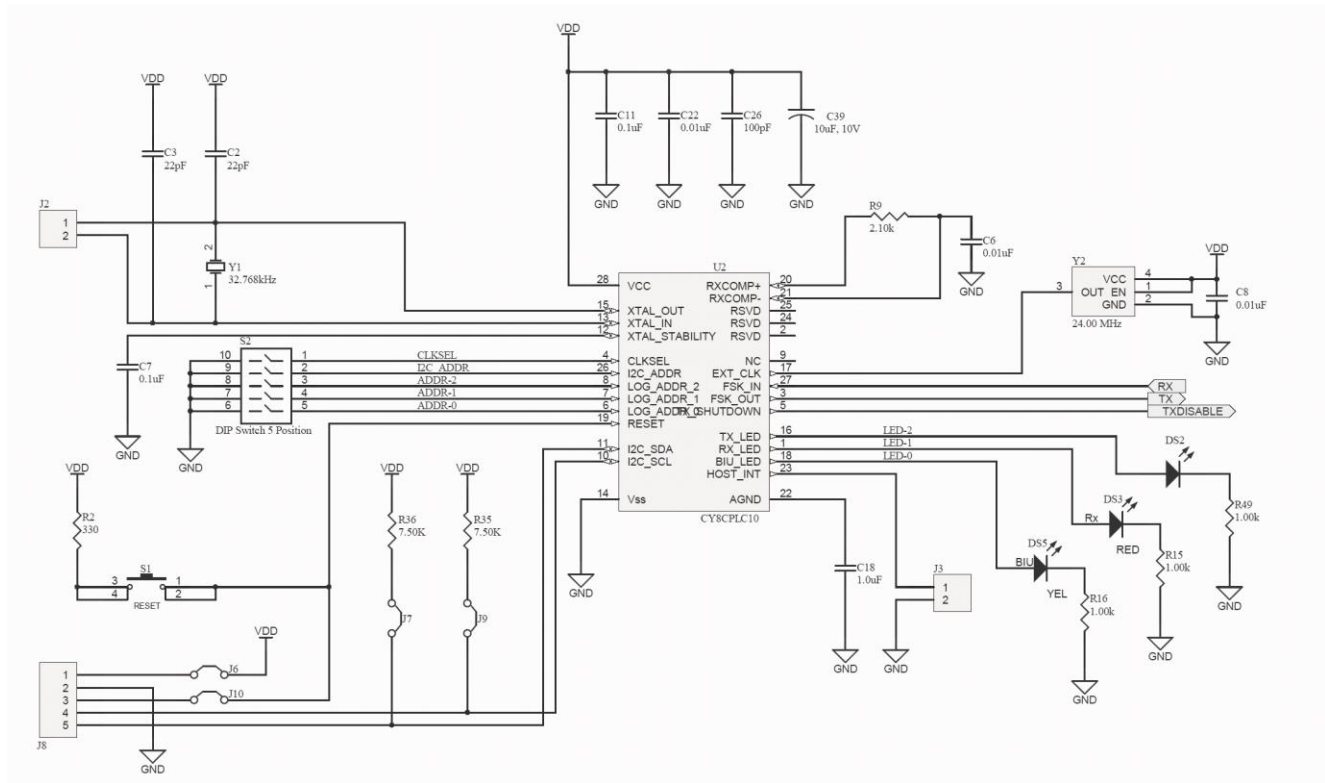 VDD
VDD VDD
C11
0.1uF
C22
0.01uF
C26
100pF
C39
10uF, 10V
C3
22pF
C2
22pF
GND GND GND GND
J2
1
2
2
Y1
32.768kHz
1
R9
2.10k
C6
0.01uF
GND
Y2
VCC 4
3 OUT EN 1
GND 2
24.00 MHz
VDD
C8
0.01uF
GND
U2
28 VCC
15 XTAL_OUT
13 XTAL_IN
12 XTAL_STABILITY
4 CLKSEL
26 I2C_ADDR
8 LOG_ADDR_2
7 LOG_ADDR_1
6 LOG_ADDR_0
19 RESET
11 I2C_SDA
10 I2C_SCL
14 Vss
RXCOMP+ 20
RXCOMP- 21
RSVD 25
RSVD 24
RSVD 2
NC 9
EXT_CLK 17
FSK_IN 27
FSK_OUT 3
TX_SHUTDOWN 5
TX_LED 16
RX_LED 1
BIU_LED 18
HOST_INT 23
AGND 22
CY8CPLC10
RX
TX
TXDISABLE
C7
0.1uF
GND
S2
10 1 CLKSEL
9 2 I2C_ADDR
8 3 ADDR-2
7 4 ADDR-1
6 5 ADDR-0
DIP Switch 5 Position
GND
LED-2
LED-1
LED-0
DS2
R49
1.00k
GND
DS3
Rx
RED
R15
1.00k
GND
DS5
BIU
YEL
R16
1.00k
GND
VDD
R2
330
S1
3 1
4 2
RESET
VDD VDD
R36
7.50K
R35
7.50K
J7
J9
GND
C18
1.0uF
GND
J3
1
2
GND
VDD
J6
J10
1
2
3
4
5
J8
GND